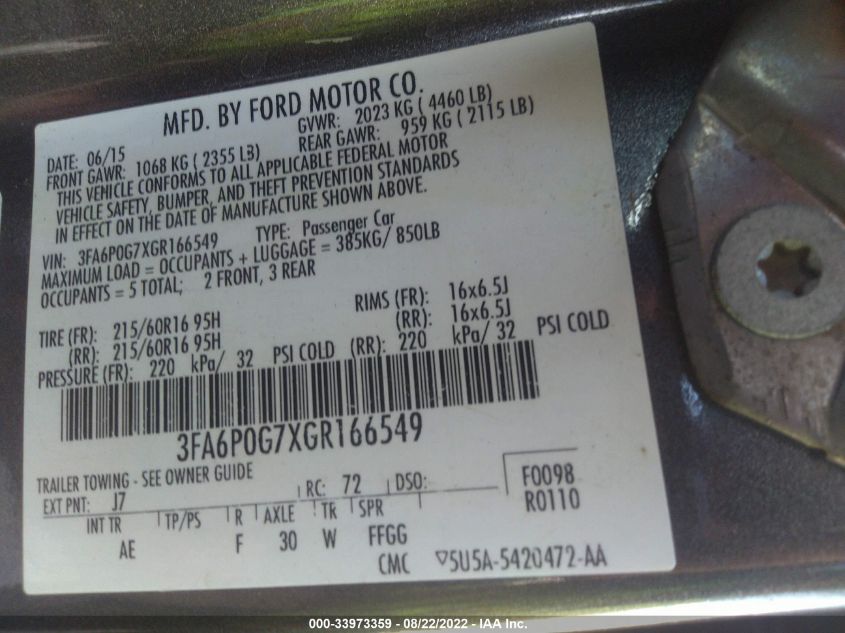 MFD. BY FORD MOTOR CO.
DATE: 06/15 GVWR: 2023 KG ( 4460 LB)
FRONT GAWR: 1068 KG ( 2355 LB) REAR GAWR: 959 KG ( 2115 LB)
THIS VEHICLE CONFORMS TO ALL APPLICABLE FEDERAL MOTOR
VEHICLE SAFETY, BUMPER, AND THEFT PREVENTION STANDARDS
IN EFFECT ON THE DATE OF MANUFACTURE SHOWN ABOVE.
VIN: 3FA6P0G7XGR166549 TYPE: Passenger Car
MAXIMUM LOAD = OCCUPANTS + LUGGAGE = 385KG/ 850LB
OCCUPANTS = 5 TOTAL; 2 FRONT, 3 REAR
TIRE (FR): 215/60R16 95H RIMS (FR): 16x6.5J
(RR): 215/60R16 95H (RR): 16x6.5J
PRESSURE (FR): 220 kPa/ 32 PSI COLD (RR): 220 kPa/ 32 PSI COLD
3FA6P0G7XGR166549
TRAILER TOWING - SEE OWNER GUIDE
EXT PNT: J7 RC: 72 DSO: F0098
R0110
INT TR TP/PS R AXLE TR SPR
AE F 30 W FFGG
CMC ▽5U5A-5420472-AA
000-33973359 - 08/22/2022 - IAA Inc.